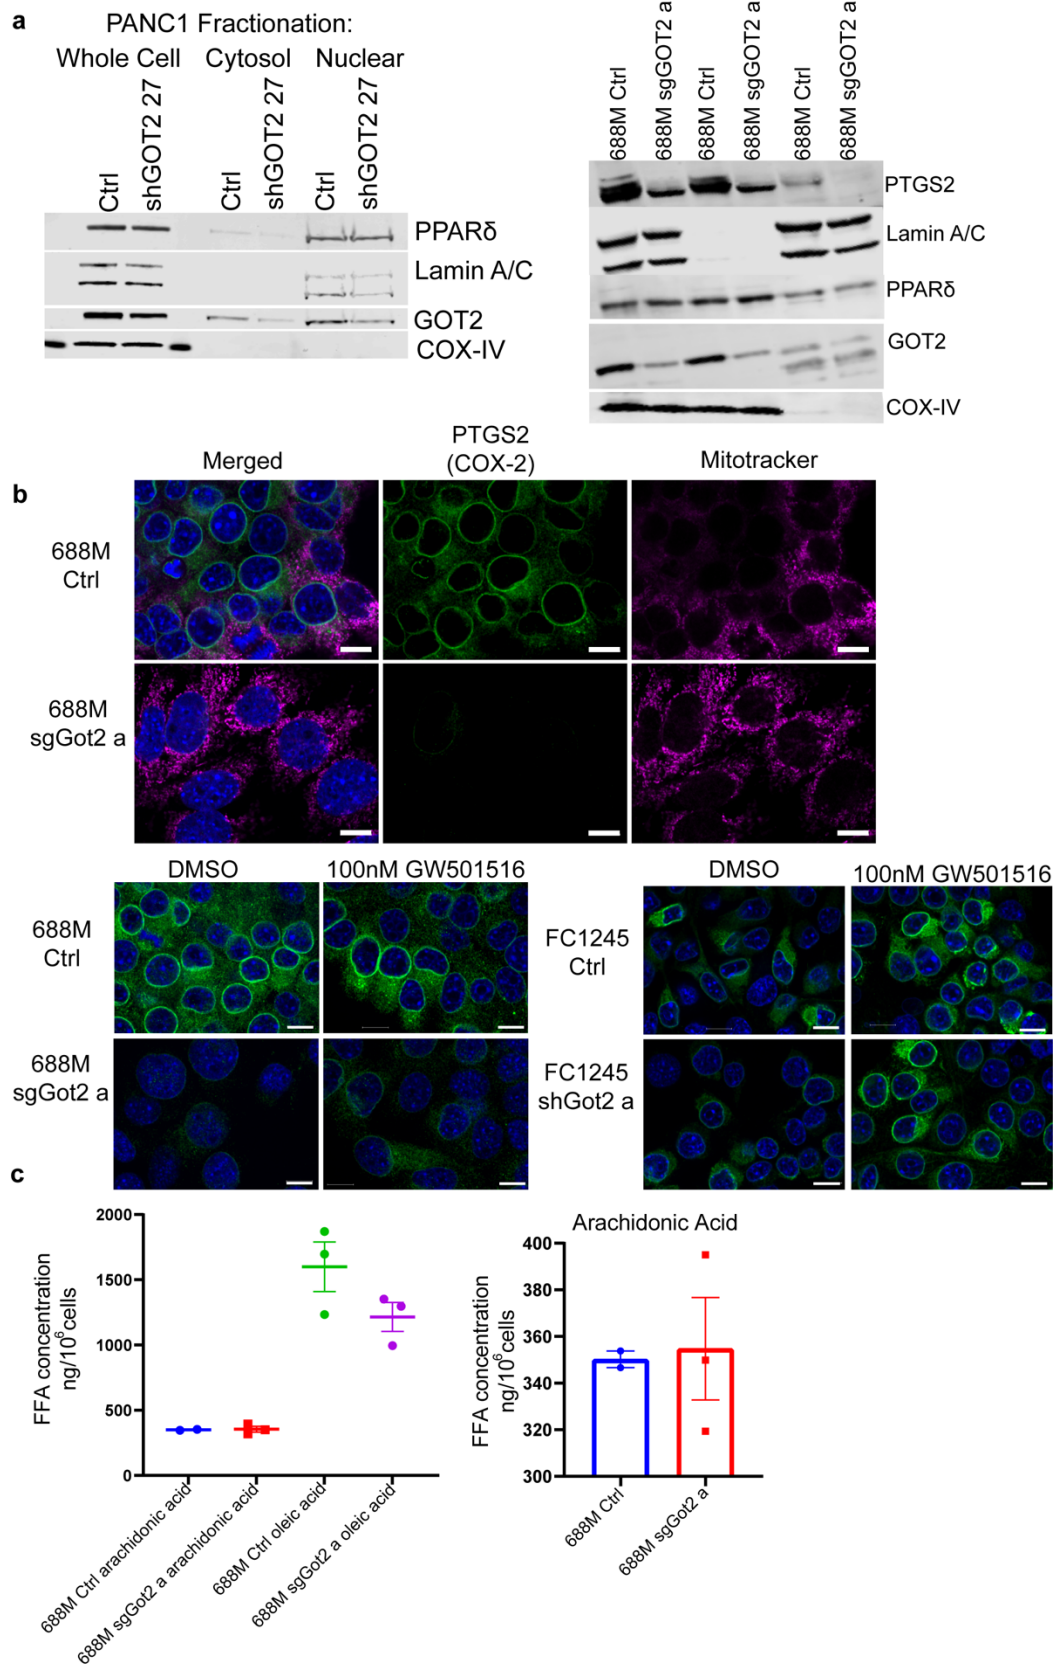 a
PANC1 Fractionation:
Whole Cell Cytosol Nuclear
Ctrl
shGOT2 27
Ctrl
shGOT2 27
Ctrl
shGOT2 27
PPARδ
Lamin A/C
GOT2
COX-IV
688M Ctrl
688M sgGOT2 a
688M Ctrl
688M sgGOT2 a
688M Ctrl
688M sgGOT2 a
PTGS2
Lamin A/C
PPARδ
GOT2
COX-IV
b
Merged
PTGS2
(COX-2)
Mitotracker
688M
Ctrl
688M
sgGot2 a
DMSO
100nM GW501516
688M
Ctrl
688M
sgGot2 a
DMSO
100nM GW501516
FC1245
Ctrl
FC1245
shGot2 a
c
FFA concentration
ng/10⁶cells
2000
1500
1000
500
0
688M Ctrl arachidonic acid
688M sgGot2 a arachidonic acid
688M Ctrl oleic acid
688M sgGot2 a oleic acid
Arachidonic Acid
FFA concentration
ng/10⁶cells
400
380
360
340
320
300
688M Ctrl
688M sgGot2 a